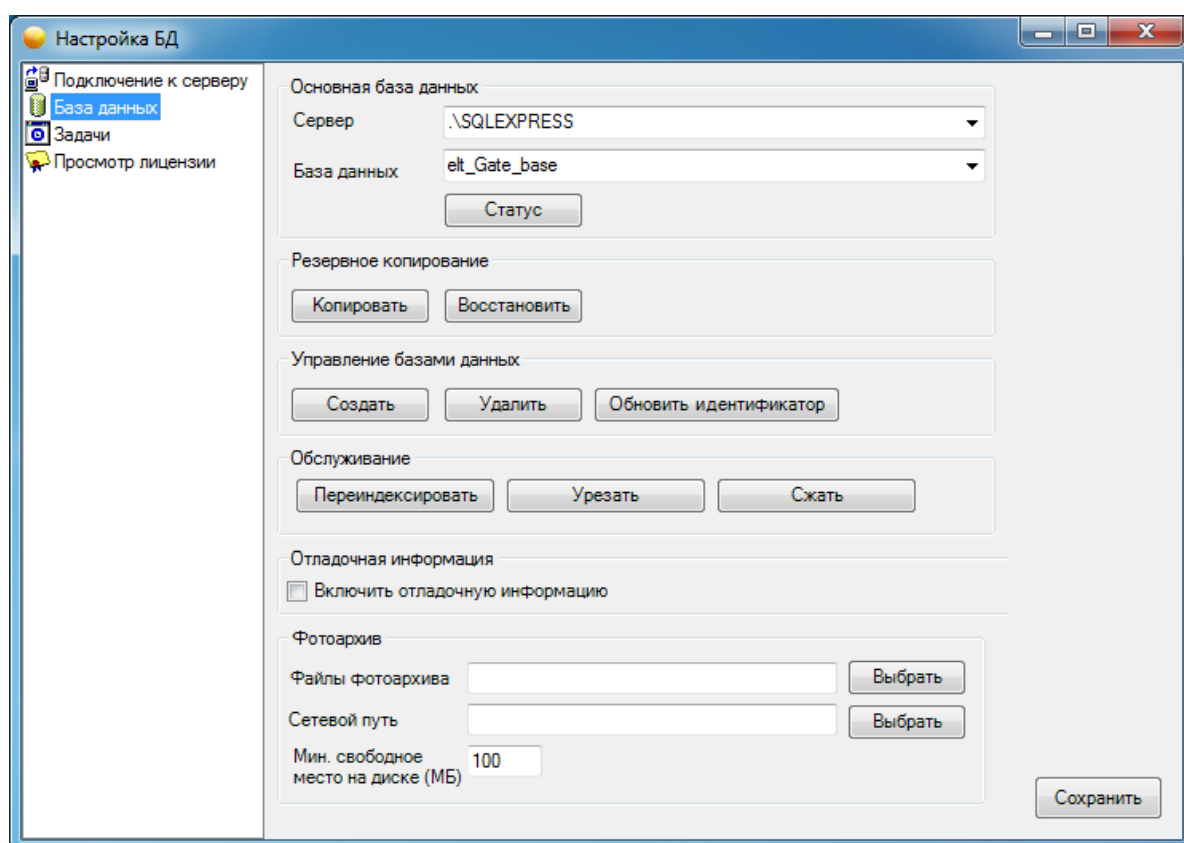 Настройка БД
Подключение к серверу
База данных
Задачи
Просмотр лицензии
Основная база данных
Сервер .\SQLEXPRESS
База данных elt_Gate_base
Статус
Резервное копирование
Копировать Восстановить
Управление базами данных
Создать Удалить Обновить идентификатор
Обслуживание
Переиндексировать Урезать Сжать
Отладочная информация
Включить отладочную информацию
Фотоархив
Файлы фотоархива Выбрать
Сетевой путь Выбрать
Мин. свободное 100
место на диске (МБ)
Сохранить